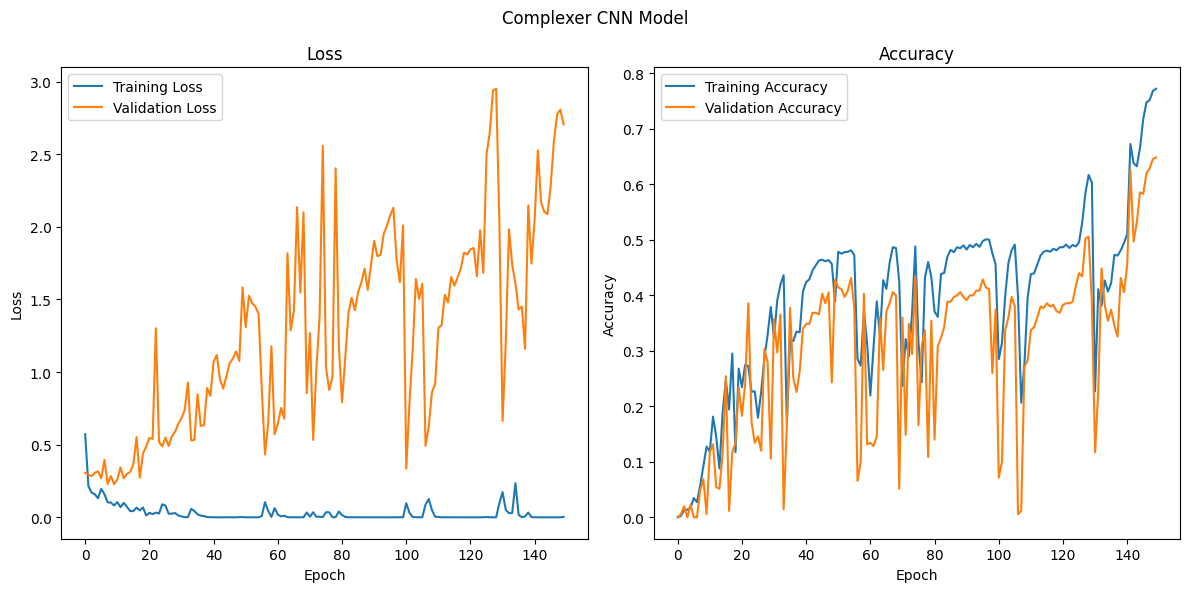 Complexer CNN Model
Loss
Training Loss
Validation Loss
3.0
2.5
2.0
1.5
1.0
0.5
0.0
Loss
0 20 40 60 80 100 120 140
Epoch
Accuracy
Training Accuracy
Validation Accuracy
0.8
0.7
0.6
0.5
0.4
0.3
0.2
0.1
0.0
Accuracy
0 20 40 60 80 100 120 140
Epoch